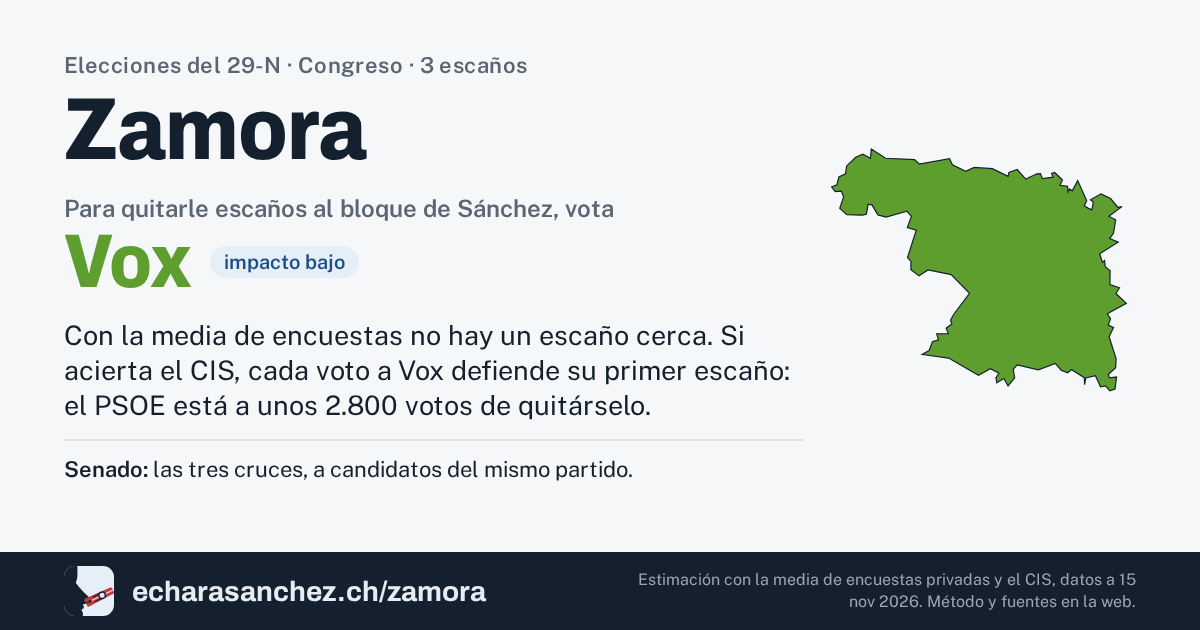 Elecciones del 29-N · Congreso · 3 escaños
Zamora
Para quitarle escaños al bloque de Sánchez, vota
Vox impacto bajo
Con la media de encuestas no hay un escaño cerca. Si
acierta el CIS, cada voto a Vox defiende su primer escaño:
el PSOE está a unos 2.800 votos de quitárselo.
Senado: las tres cruces, a candidatos del mismo partido.
echarasanchez.ch/zamora
Estimación con la media de encuestas privadas y el CIS, datos a 15
nov 2026. Método y fuentes en la web.